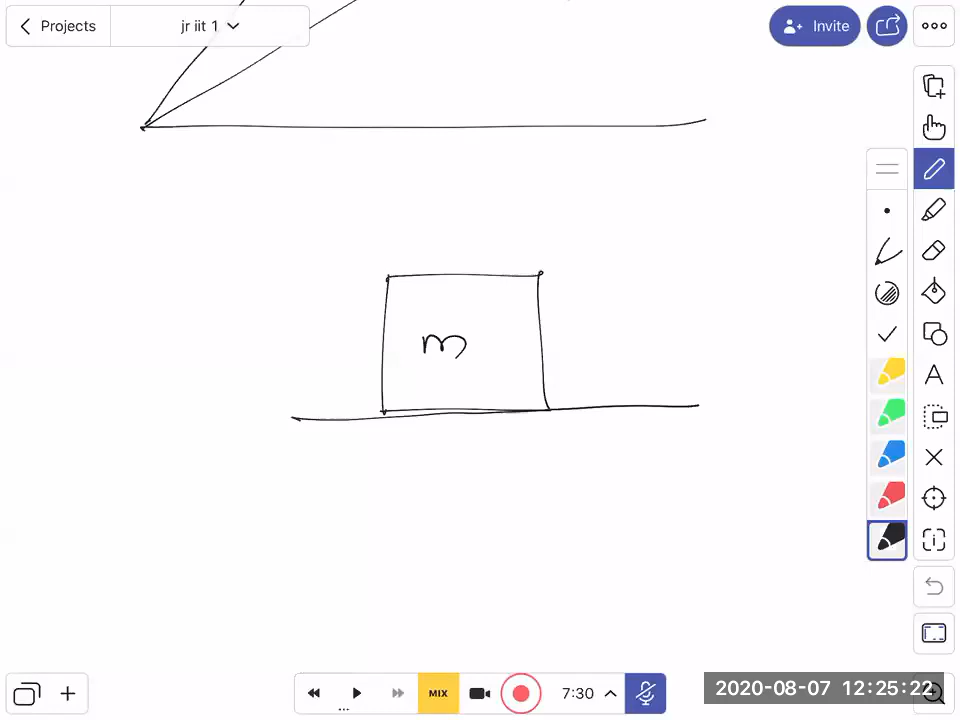 Projects
jr iit 1
Invite
m
A
MIX
7:30
2020-08-07 12:25:22